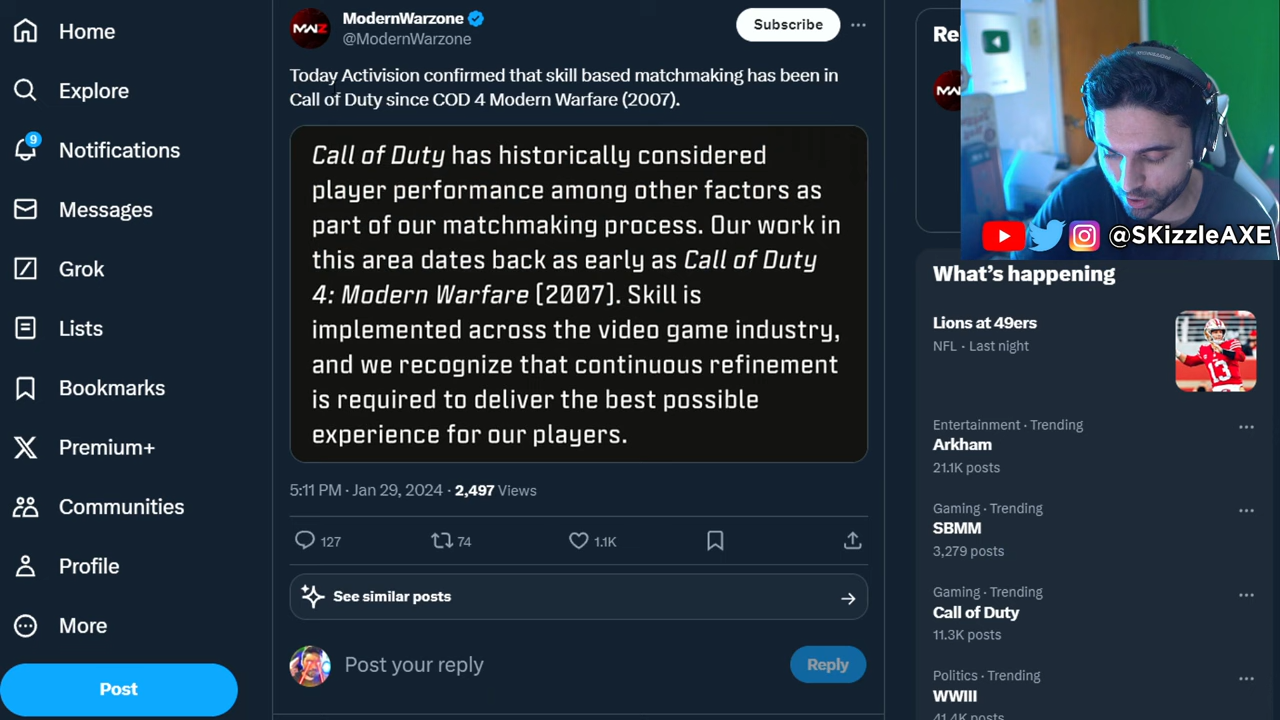 Home
Explore
9
Notifications
Messages
Grok
Lists
Bookmarks
Premium+
Communities
Profile
More
Post
MWZ
ModernWarzone
@ModernWarzone
Subscribe
Today Activision confirmed that skill based matchmaking has been in
Call of Duty since COD 4 Modern Warfare (2007).
Call of Duty has historically considered
player performance among other factors as
part of our matchmaking process. Our work in
this area dates back as early as Call of Duty
4: Modern Warfare [2007]. Skill is
implemented across the video game industry,
and we recognize that continuous refinement
is required to deliver the best possible
experience for our players.
5:11 PM · Jan 29, 2024 · 2,497 Views
127
74
1.1K
See similar posts
Post your reply
Reply
@SKizzleAXE
What's happening
Lions at 49ers
NFL · Last night
13
Entertainment · Trending
Arkham
21.1K posts
Gaming · Trending
SBMM
3,279 posts
Gaming · Trending
Call of Duty
11.3K posts
Politics · Trending
WWIII
41.4K posts